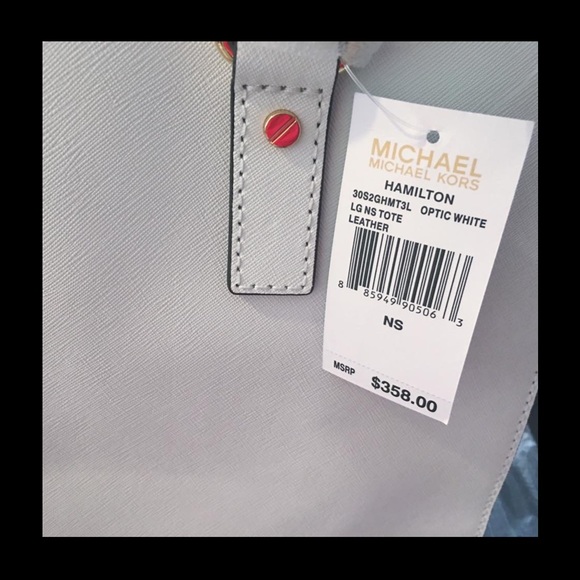 MICHAEL
MICHAEL KORS
HAMILTON
30S2GHMT3L OPTIC WHITE
LG NS TOTE
LEATHER
8 85949 90506 3
NS
MSRP $358.00